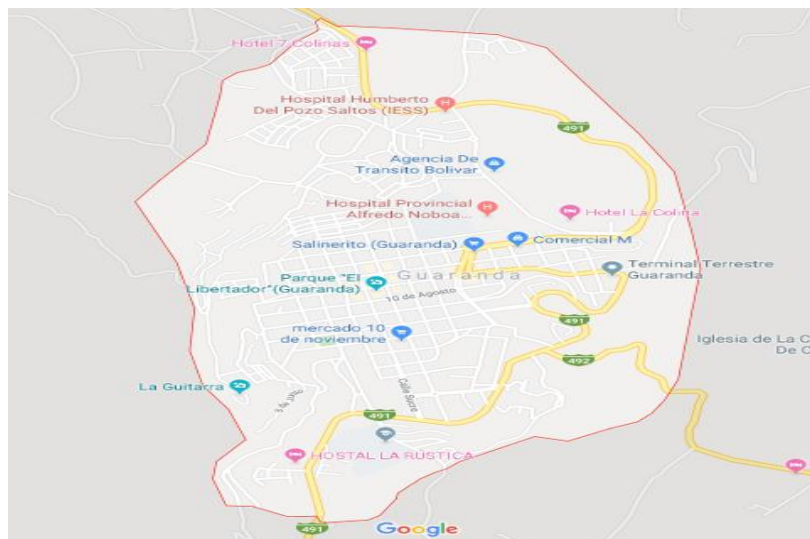 Hotel 7 Colinas
Hospital Humberto
Del Pozo Saltos (IESS)
491
Agencia De
Transito Bolivar
Hospital Provincial
Alfredo Noboa...
Hotel La Colina
Salinerito (Guaranda)
Comercial M
Guaranda
Terminal Terrestre
Guaranda
Parque "El
Libertador"(Guaranda)
10 de Agosto
491
mercado 10
de noviembre
492
Iglesia de La C
De C
La Guitarra
Calle Sucre
491
HOSTAL LA RÚSTICA
491
Google